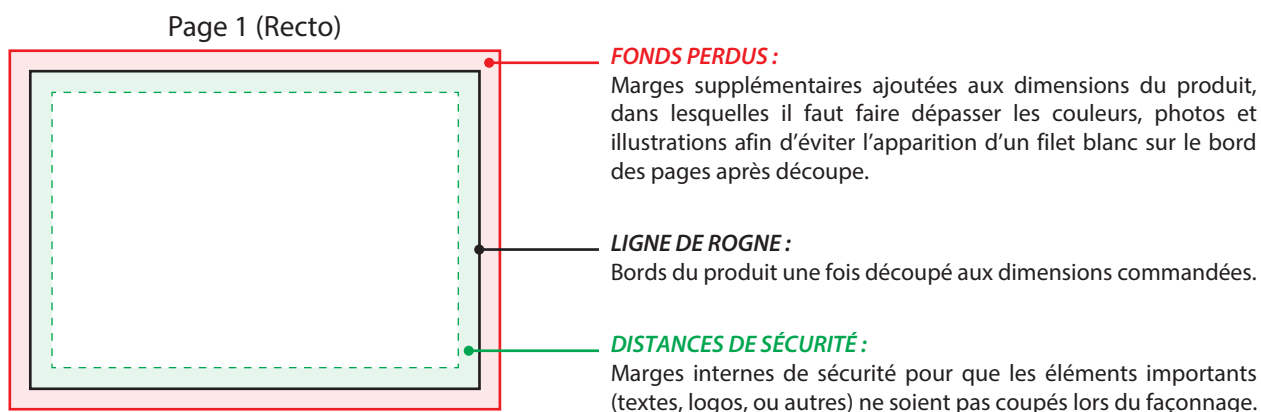 Page 1 (Recto)
FONDS PERDUS :
Marges supplémentaires ajoutées aux dimensions du produit,
dans lesquelles il faut faire dépasser les couleurs, photos et
illustrations afin d’éviter l’apparition d’un filet blanc sur le bord
des pages après découpe.
LIGNE DE ROGNE :
Bords du produit une fois découpé aux dimensions commandées.
DISTANCES DE SÉCURITÉ :
Marges internes de sécurité pour que les éléments importants
(textes, logos, ou autres) ne soient pas coupés lors du façonnage.